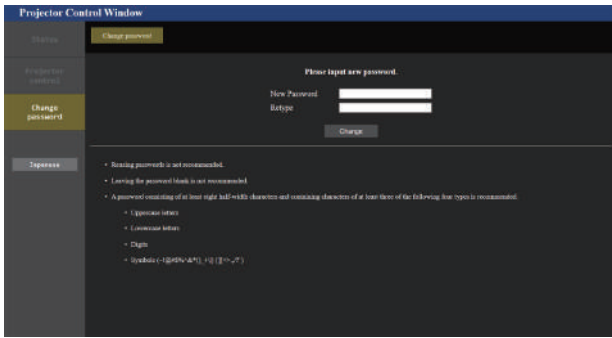 Projector Control Window
Status
Change password
Projector
control
Please input new password.
New Password
Change
password
Retype
Change
Japanese
• Reusing passwords is not recommended.
• Leaving the password blank is not recommended.
• A password consisting of at least eight half-width characters and containing characters of at least three of the following four types is recommended.
• Uppercase letters
• Lowercase letters
• Digits
• Symbols